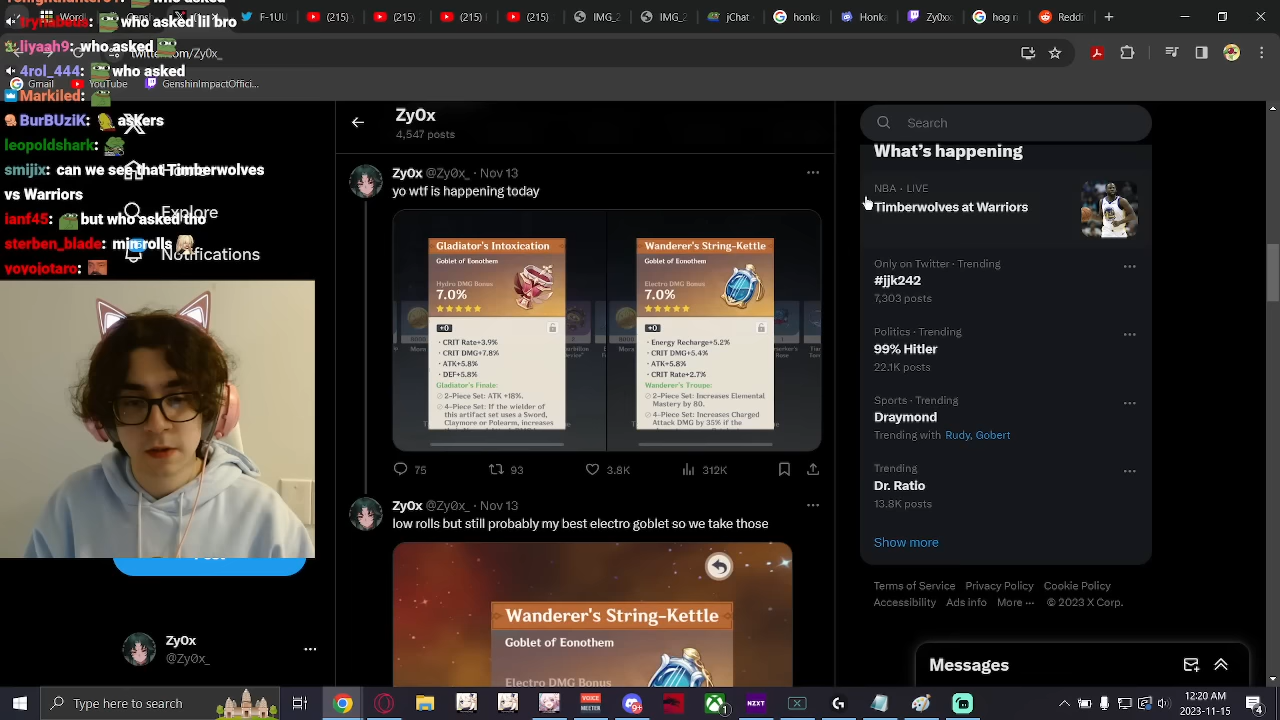 trynabeus: who asked lil bro
liyaah9: who asked
4rol_444: who asked
Markiled:
BurBUziK: askers
leopoldshark:
smijix: can we see that Timberwolves
vs Warriors
ianf45: but who asked tho
sterben_blade: minrolls
yoyojotaro:
Gmail
YouTube
GenshinImpactOffici...
Home
Explore
Notifications
Zy0x
@Zy0x_
Zy0x
4,547 posts
Zy0x @Zy0x_ · Nov 13
yo wtf is happening today
Gladiator's Intoxication
Goblet of Eonothem
Hydro DMG Bonus
7.0%
+0
· CRIT Rate+3.9%
· CRIT DMG+7.8%
· ATK+5.8%
· DEF+5.8%
Gladiator's Finale:
2-Piece Set: ATK +18%.
4-Piece Set: If the wielder of
this artifact set uses a Sword,
Claymore or Polearm, increases
Wanderer's String-Kettle
Goblet of Eonothem
Electro DMG Bonus
7.0%
+0
· Energy Recharge+5.2%
· CRIT DMG+5.4%
· ATK+5.8%
· CRIT Rate+2.7%
Wanderer's Troupe:
2-Piece Set: Increases Elemental
Mastery by 80.
4-Piece Set: Increases Charged
Attack DMG by 35% if the
75
93
3.8K
312K
Zy0x @Zy0x_ · Nov 13
low rolls but still probably my best electro goblet so we take those
Wanderer's String-Kettle
Goblet of Eonothem
Electro DMG Bonus
Search
What's happening
NBA · LIVE
Timberwolves at Warriors
Only on Twitter · Trending
#jjk242
7,303 posts
Politics · Trending
999 Hitler
22.2K posts
Sports · Trending
Draymond
Trending with Rudy, Gobert
Trending
Dr. Ratio
13.8K posts
Show more
Terms of Service Privacy Policy Cookie Policy
Accessibility Ads info More ··· © 2023 X Corp.
Messages
VOICE
MEETER
NZXT
12:20 AM
2023-11-15